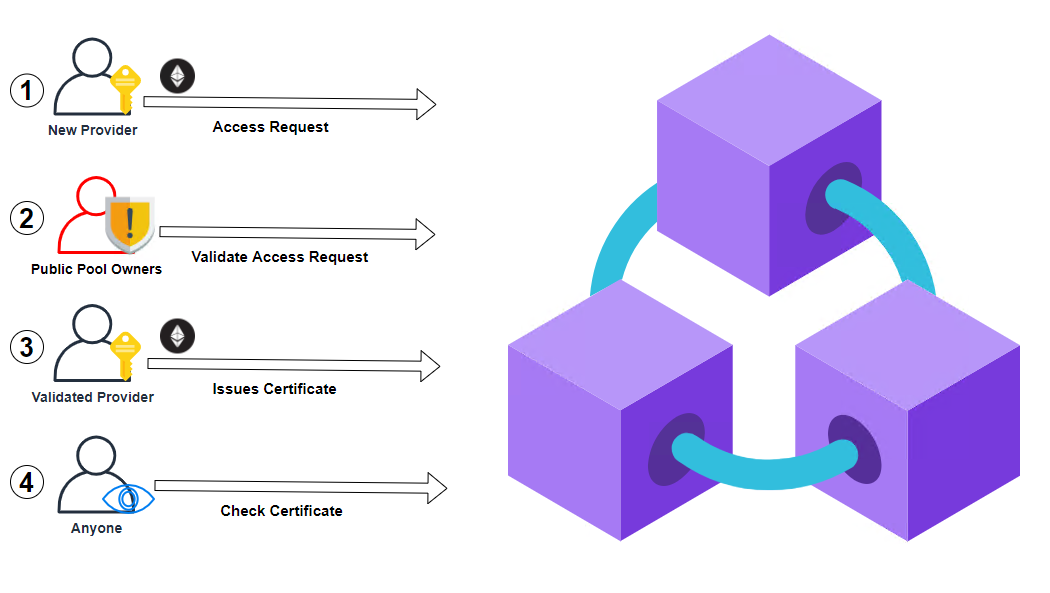 1
New Provider
Access Request
2
Public Pool Owners
Validate Access Request
3
Validated Provider
Issues Certificate
4
Anyone
Check Certificate